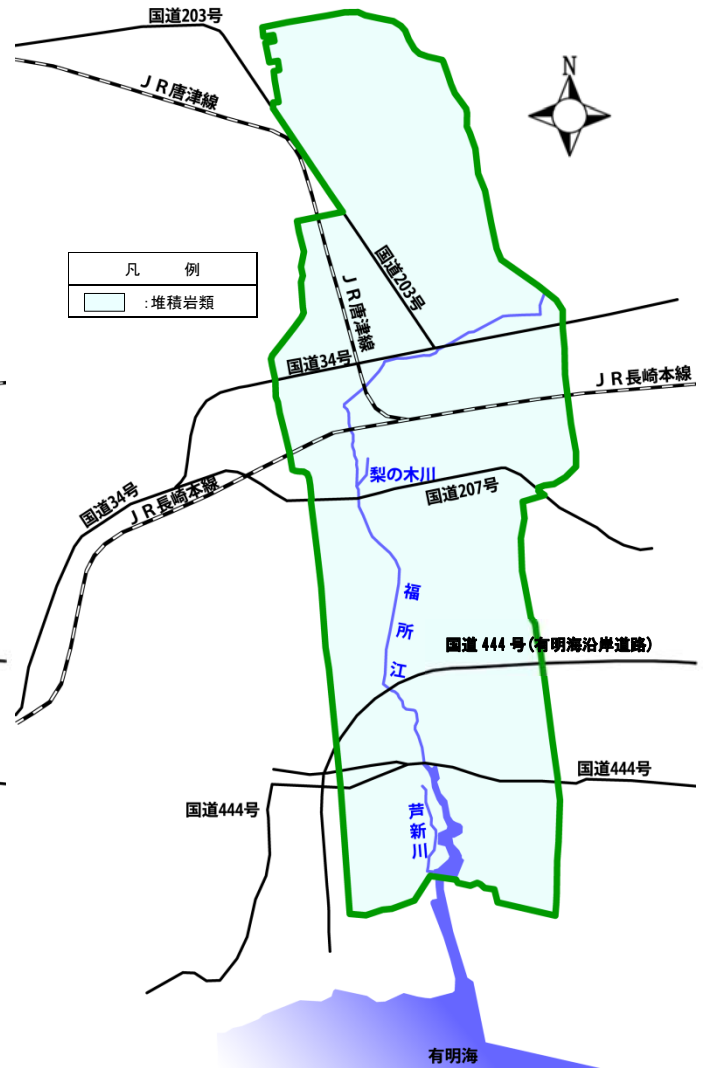 国道203号
JR唐津線
N
凡 例
:堆積岩類
国道203号
JR唐津線
国道34号
JR長崎本線
梨の木川
国道207号
国道34号
JR長崎本線
福所江
国道444号(有明海沿岸道路)
国道444号
国道444号
芦新川
有明海